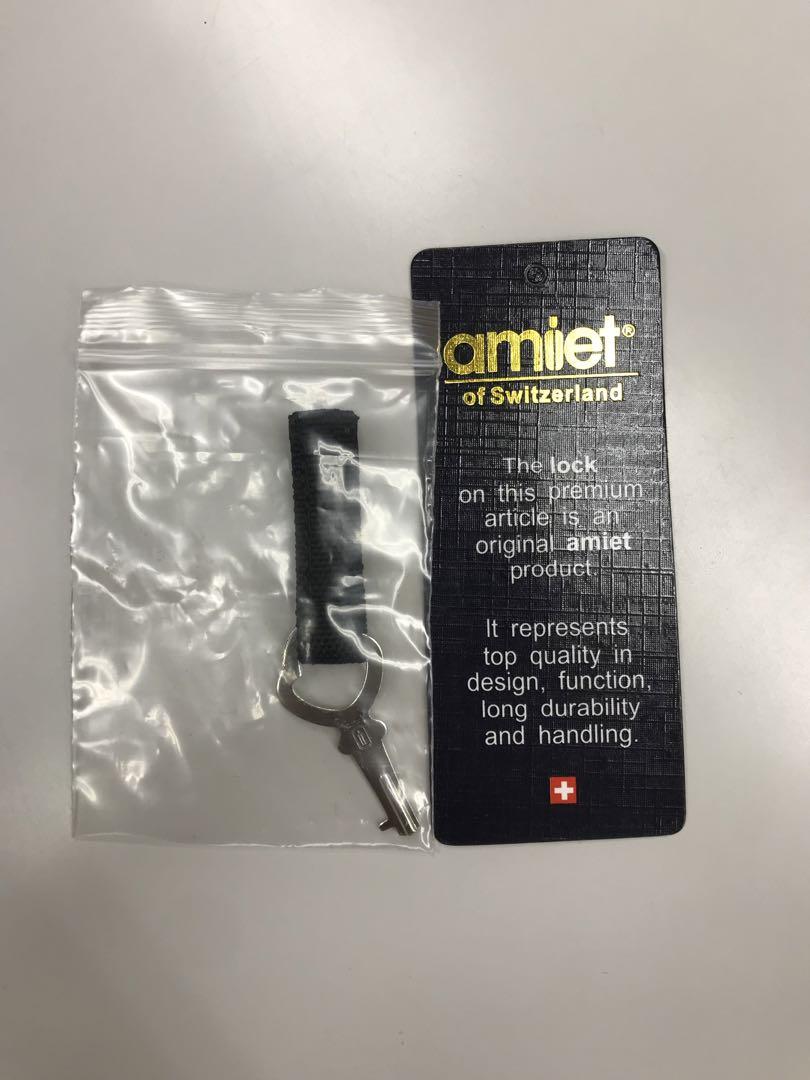 amiet®
of Switzerland
The lock
on this premium
article is an
original amiet
product.
It represents
top quality in
design, function,
long durability
and handling.